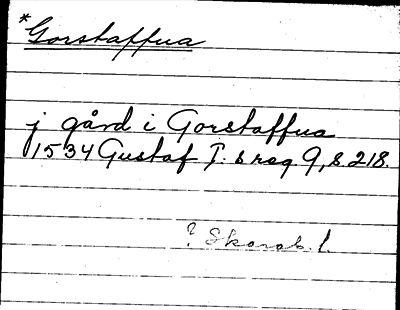 *Gorstaffua
j gård i Gorstaffua
1534 Gustaf I:s reg. 9, s. 218.
? Skarab. l.